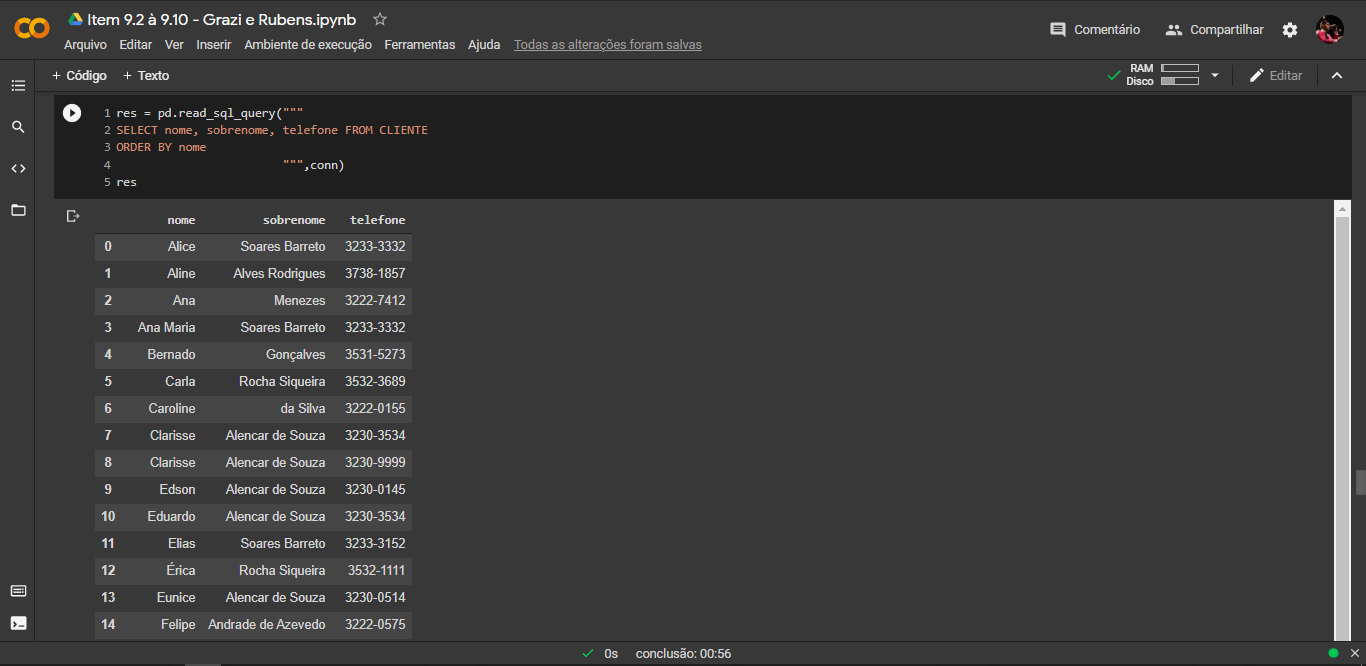 Item 9.2 à 9.10 - Grazi e Rubens.ipynb
Arquivo Editar Ver Inserir Ambiente de execução Ferramentas Ajuda Todas as alterações foram salvas
Comentário Compartilhar
+ Código + Texto
RAM
Disco
Editar
1 res = pd.read_sql_query("""
2 SELECT nome, sobrenome, telefone FROM CLIENTE
3 ORDER BY nome
4 """,conn)
5 res
nome sobrenome telefone
0 Alice Soares Barreto 3233-3332
1 Aline Alves Rodrigues 3738-1857
2 Ana Menezes 3222-7412
3 Ana Maria Soares Barreto 3233-3332
4 Bernado Gonçalves 3531-5273
5 Carla Rocha Siqueira 3532-3689
6 Caroline da Silva 3222-0155
7 Clarisse Alencar de Souza 3230-3534
8 Clarisse Alencar de Souza 3230-9999
9 Edson Alencar de Souza 3230-0145
10 Eduardo Alencar de Souza 3230-3534
11 Elias Soares Barreto 3233-3152
12 Érica Rocha Siqueira 3532-1111
13 Eunice Alencar de Souza 3230-0514
14 Felipe Andrade de Azevedo 3222-0575
0s conclusão: 00:56